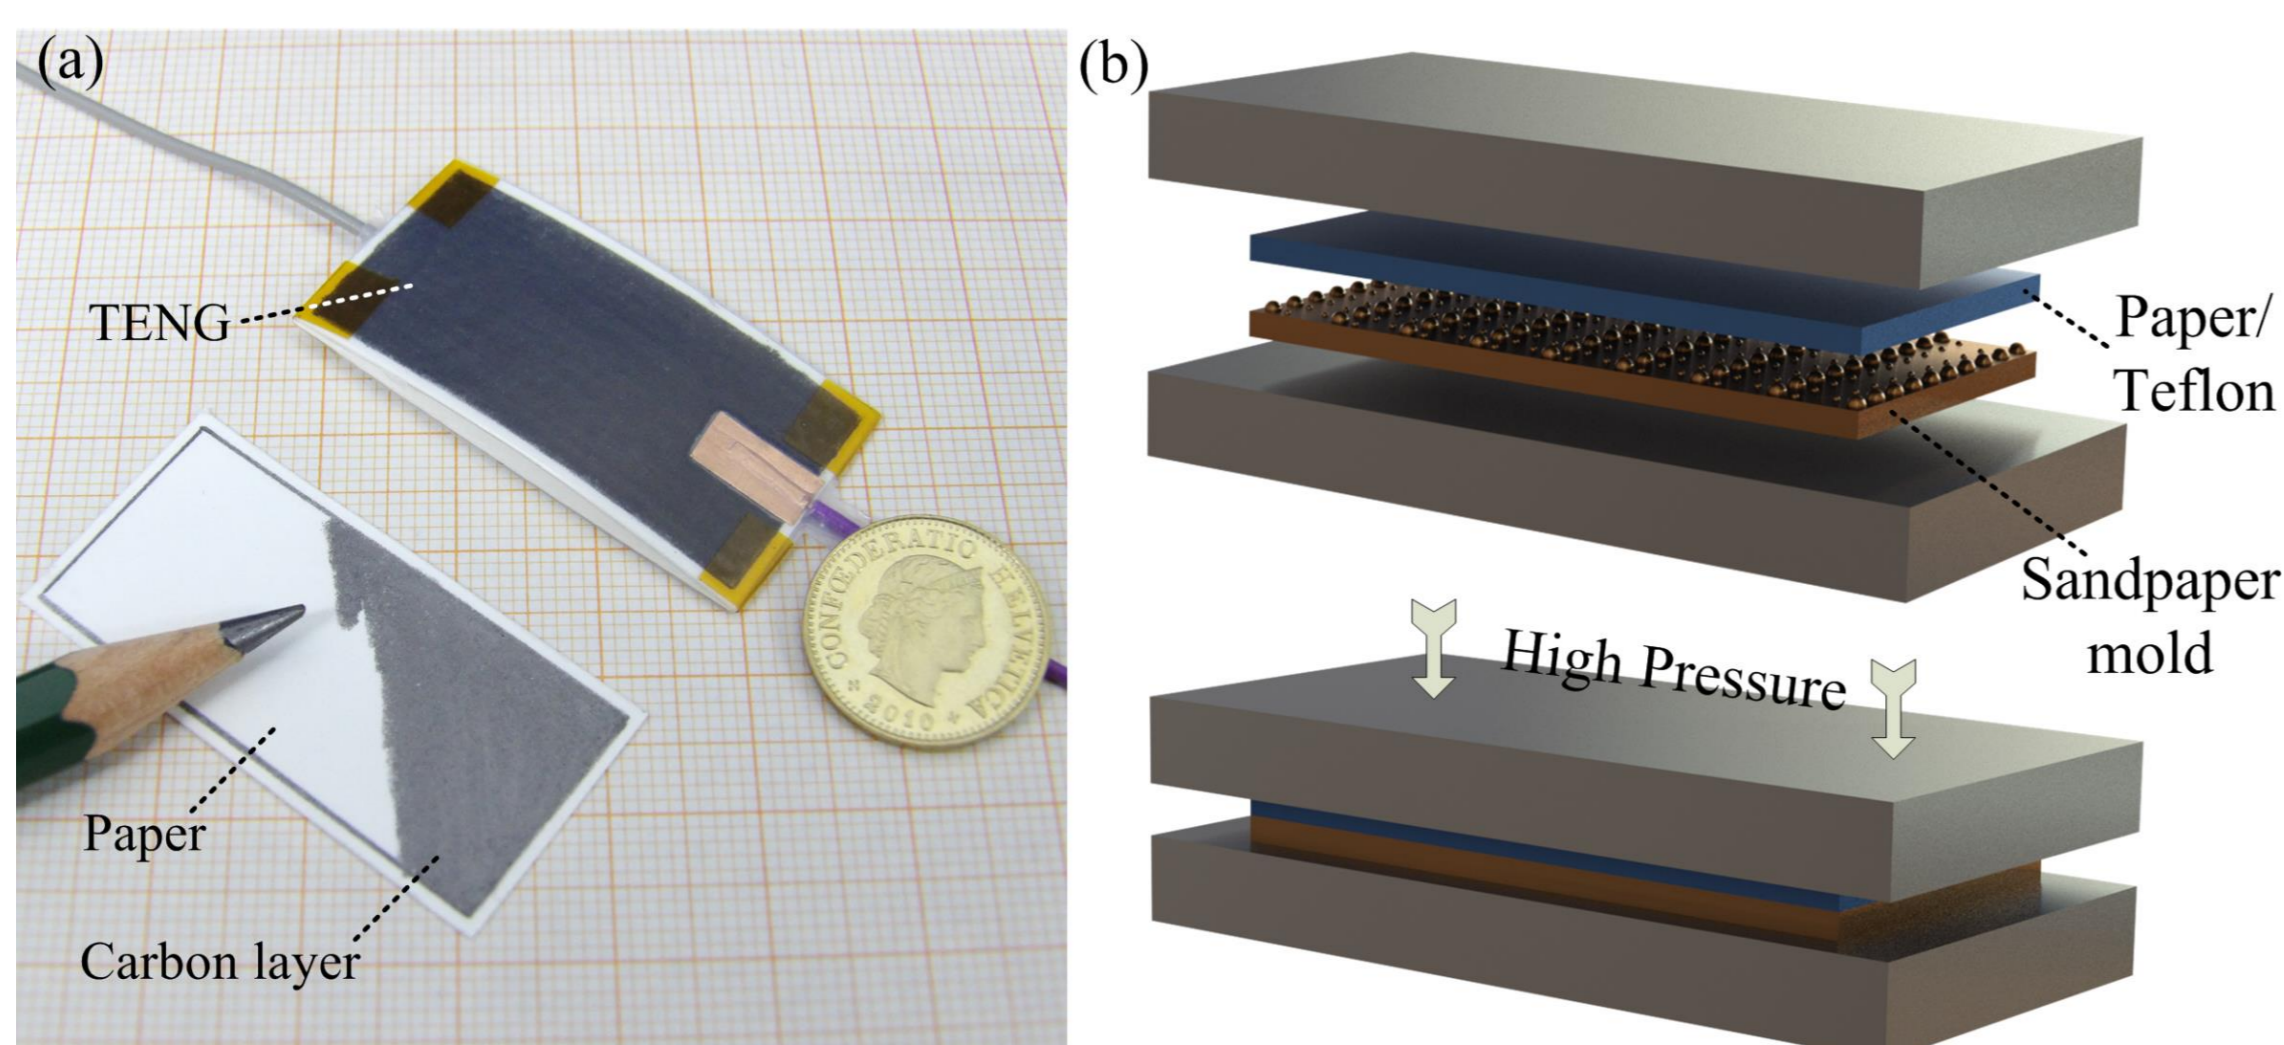 (a)
TENG
Paper
Carbon layer
CONFŒDERATIO HELVETICA
2010
(b)
Paper/
Teflon
Sandpaper
mold
High Pressure